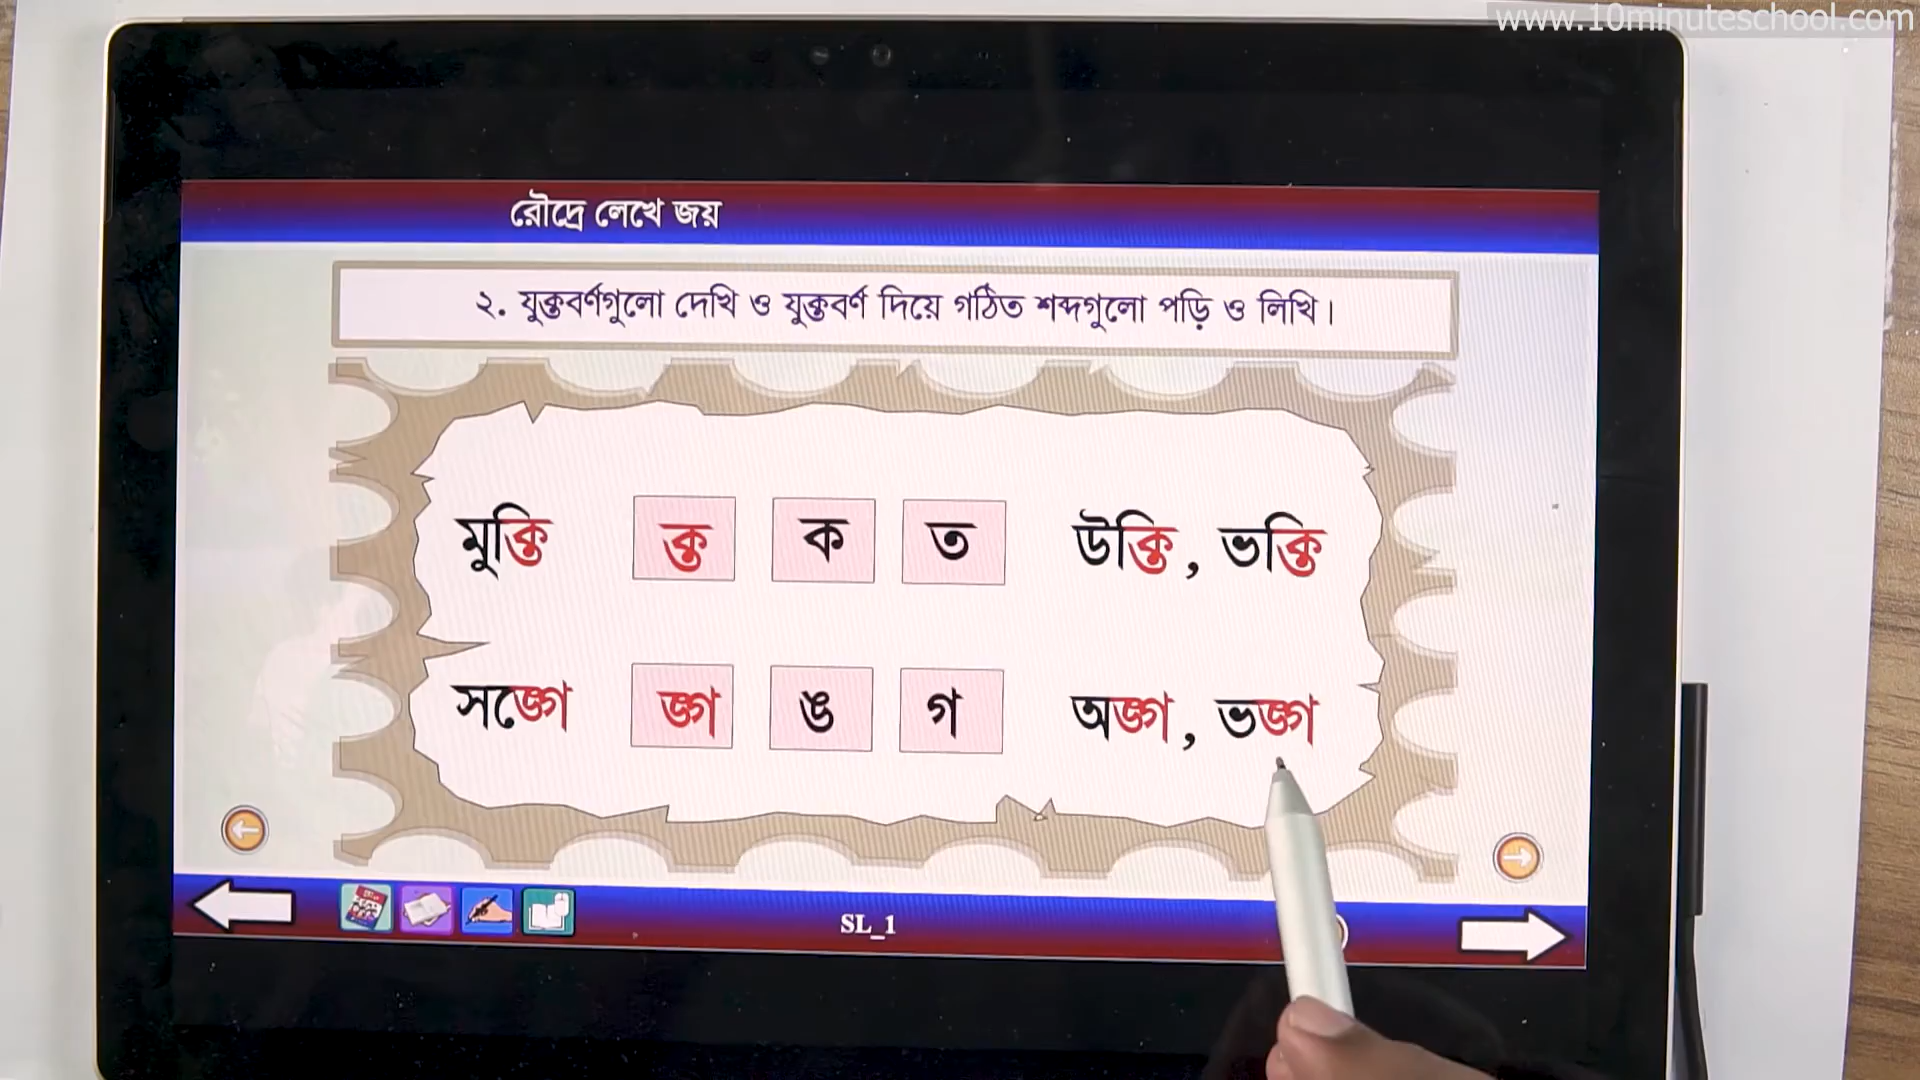 www.10minuteschool.com
রৌদ্রে লেখে জয়
২. যুক্তবর্ণগুলো দেখি ও যুক্তবর্ণ দিয়ে গঠিত শব্দগুলো পড়ি ও লিখি।
মুক্তি ক্ত ক ত উক্তি, ভক্তি
সঙ্গে ঙ্গ ঙ গ অঙ্গ, ভঙ্গ
SL_1